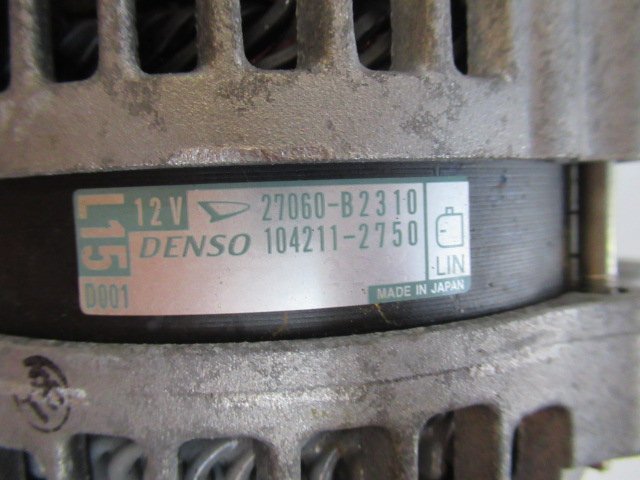 L15
12V 27060-B2310
DENSO 104211-2750
LIN
D001
MADE IN JAPAN